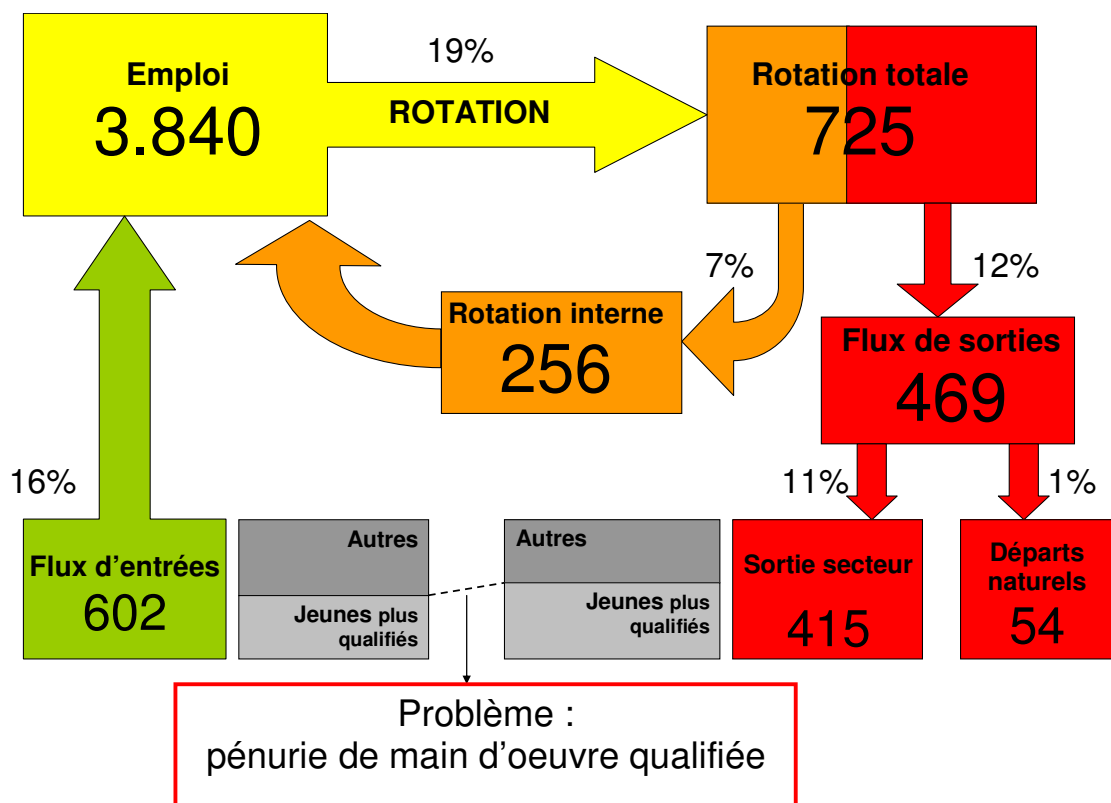 Emploi
3.840
19%
ROTATION
Rotation totale
725
7%
12%
Rotation interne
256
Flux de sorties
469
16%
11%
1%
Flux d'entrées
602
Autres
Jeunes plus
qualifiés
Autres
Jeunes plus
qualifiés
Sortie secteur
415
Départs
naturels
54
Problème :
pénurie de main d'oeuvre qualifiée